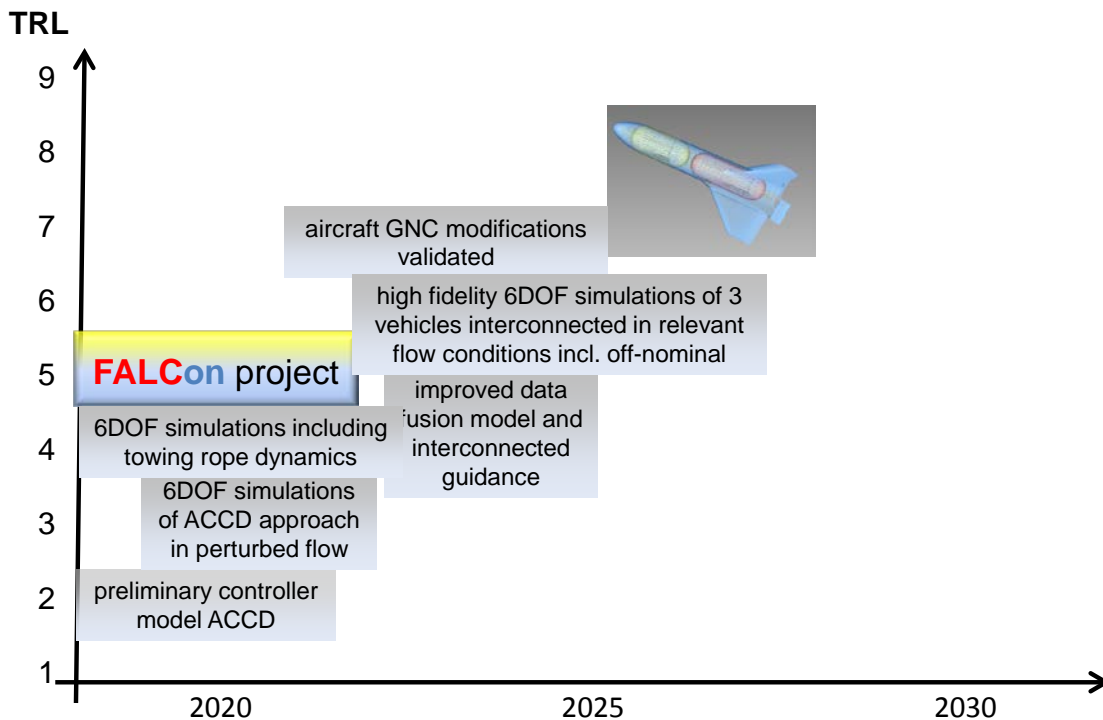 TRL
9
8
7
aircraft GNC modifications
validated
6
high fidelity 6DOF simulations of 3
vehicles interconnected in relevant
flow conditions incl. off-nominal
5
FALCon project
improved data
fusion model and
interconnected
guidance
4
6DOF simulations including
towing rope dynamics
3
6DOF simulations
of ACCD approach
in perturbed flow
2
preliminary controller
model ACCD
1
2020
2025
2030